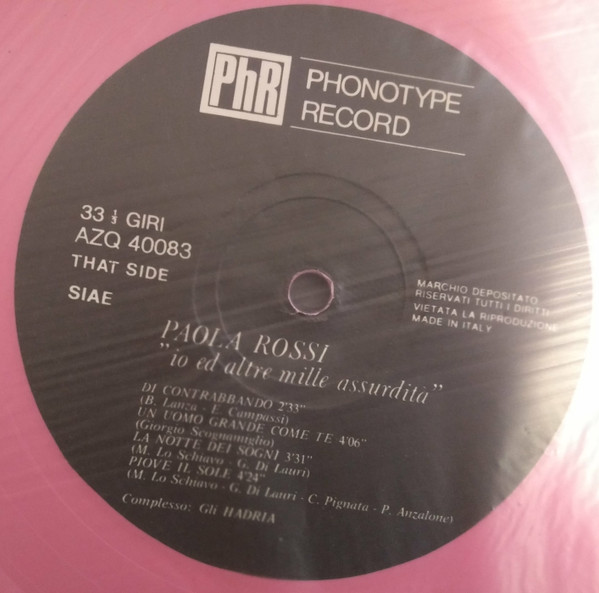 PhR
PHONOTYPE
RECORD
33 ⅓ GIRI
AZQ 40083
THAT SIDE
SIAE
MARCHIO DEPOSITATO
RISERVATI TUTTI I DIRITTI
VIETATA LA RIPRODUZIONE
MADE IN ITALY
PAOLA ROSSI
"io ed altre mille assurdità"
DI CONTRABBANDO 2'33"
(B. Lanza - E. Campassi)
UN UOMO GRANDE COME TE 4'06"
(Giorgio Scognamiglio)
LA NOTTE DEI SOGNI 3'31"
(M. Lo Schiavo - G. Di Lauri)
PIOVE IL SOLE 4'24"
(M. Lo Schiavo - G. Di Lauri - C. Pignata - P. Anzalone)
Complesso: Gli HADRIA